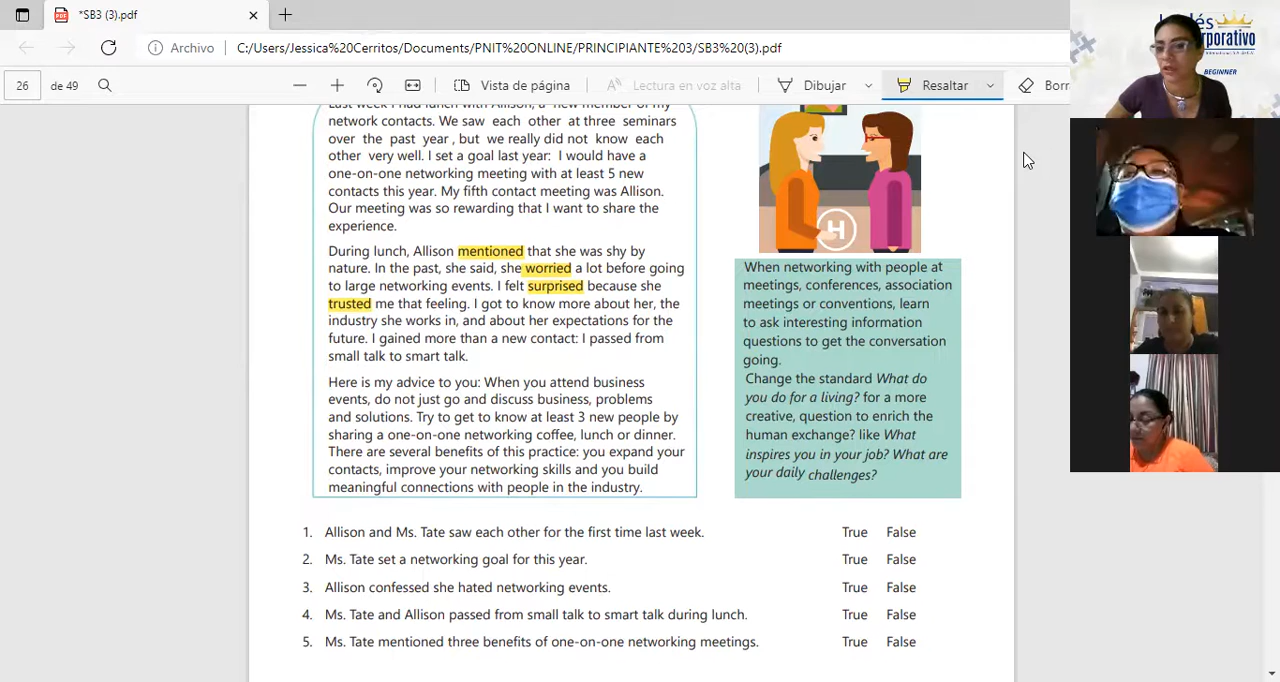 *SB3 (3).pdf
Archivo
C:/Users/Jessica%20Cerritos/Documents/PNIT%20ONLINE/PRINCIPIANTE%203/SB3%20(3).pdf
26 de 49
Vista de página
Lectura en voz alta
Dibujar
Resaltar
Borr
orporativo
BEGINNER
Last week I had lunch with Allison, a new member of my
network contacts. We saw each other at three seminars
over the past year, but we really did not know each
other very well. I set a goal last year: I would have a
one-on-one networking meeting with at least 5 new
contacts this year. My fifth contact meeting was Allison.
Our meeting was so rewarding that I want to share the
experience.
During lunch, Allison mentioned that she was shy by
nature. In the past, she said, she worried a lot before going
to large networking events. I felt surprised because she
trusted me that feeling. I got to know more about her, the
industry she works in, and about her expectations for the
future. I gained more than a new contact: I passed from
small talk to smart talk.
Here is my advice to you: When you attend business
events, do not just go and discuss business, problems
and solutions. Try to get to know at least 3 new people by
sharing a one-on-one networking coffee, lunch or dinner.
There are several benefits of this practice: you expand your
contacts, improve your networking skills and you build
meaningful connections with people in the industry.
H
When networking with people at
meetings, conferences, association
meetings or conventions, learn
to ask interesting information
questions to get the conversation
going.
Change the standard What do
you do for a living? for a more
creative, question to enrich the
human exchange? like What
inspires you in your job? What are
your daily challenges?
1. Allison and Ms. Tate saw each other for the first time last week. True False
2. Ms. Tate set a networking goal for this year. True False
3. Allison confessed she hated networking events. True False
4. Ms. Tate and Allison passed from small talk to smart talk during lunch. True False
5. Ms. Tate mentioned three benefits of one-on-one networking meetings. True False